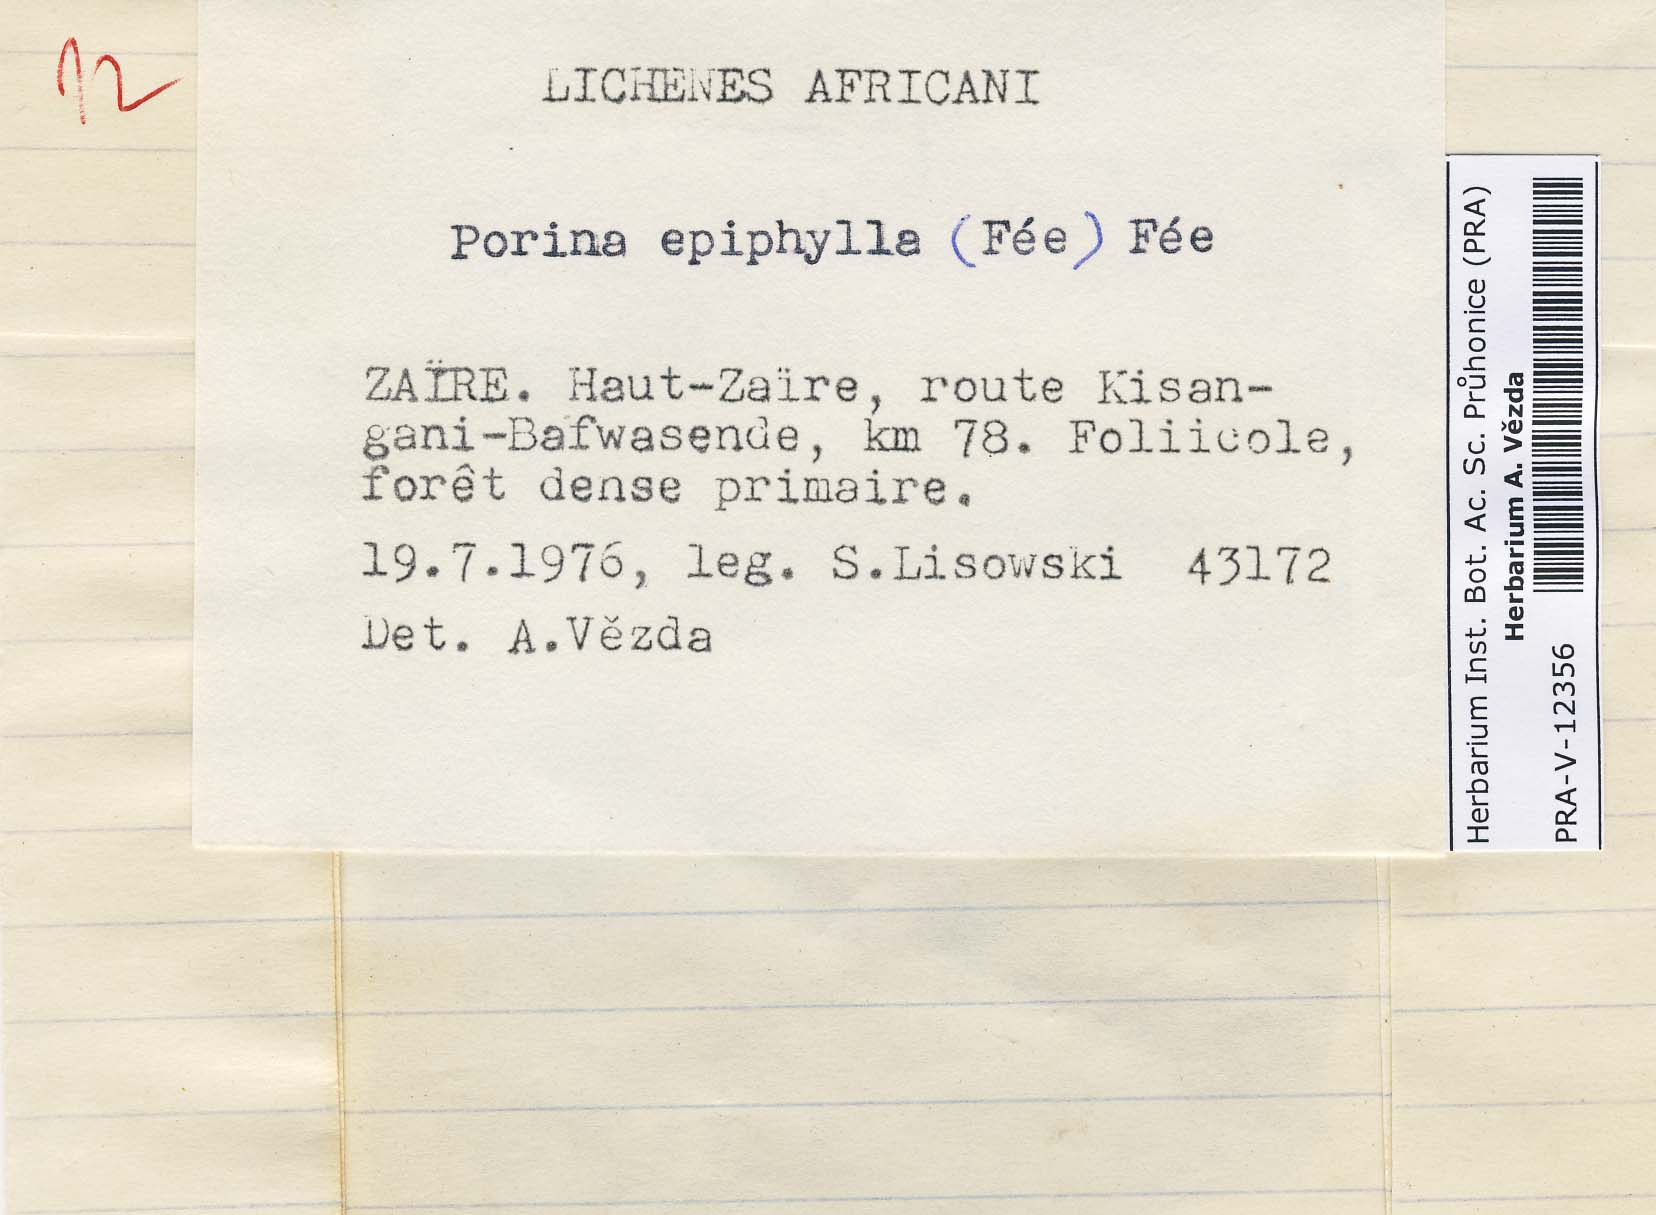 12
LICHENES AFRICANI
Porina epiphylla (Fée) Fée
ZAÏRE. Haut-Zaïre, route Kisan-
gani-Bafwasende, km 78. Foliicole,
forêt dense primaire.
19.7.1976, leg. S.Lisowski 43172
Det. A.Vězda
Herbarium Inst. Bot. Ac. Sc. Průhonice (PRA)
Herbarium A. Vězda
PRA-V-12356